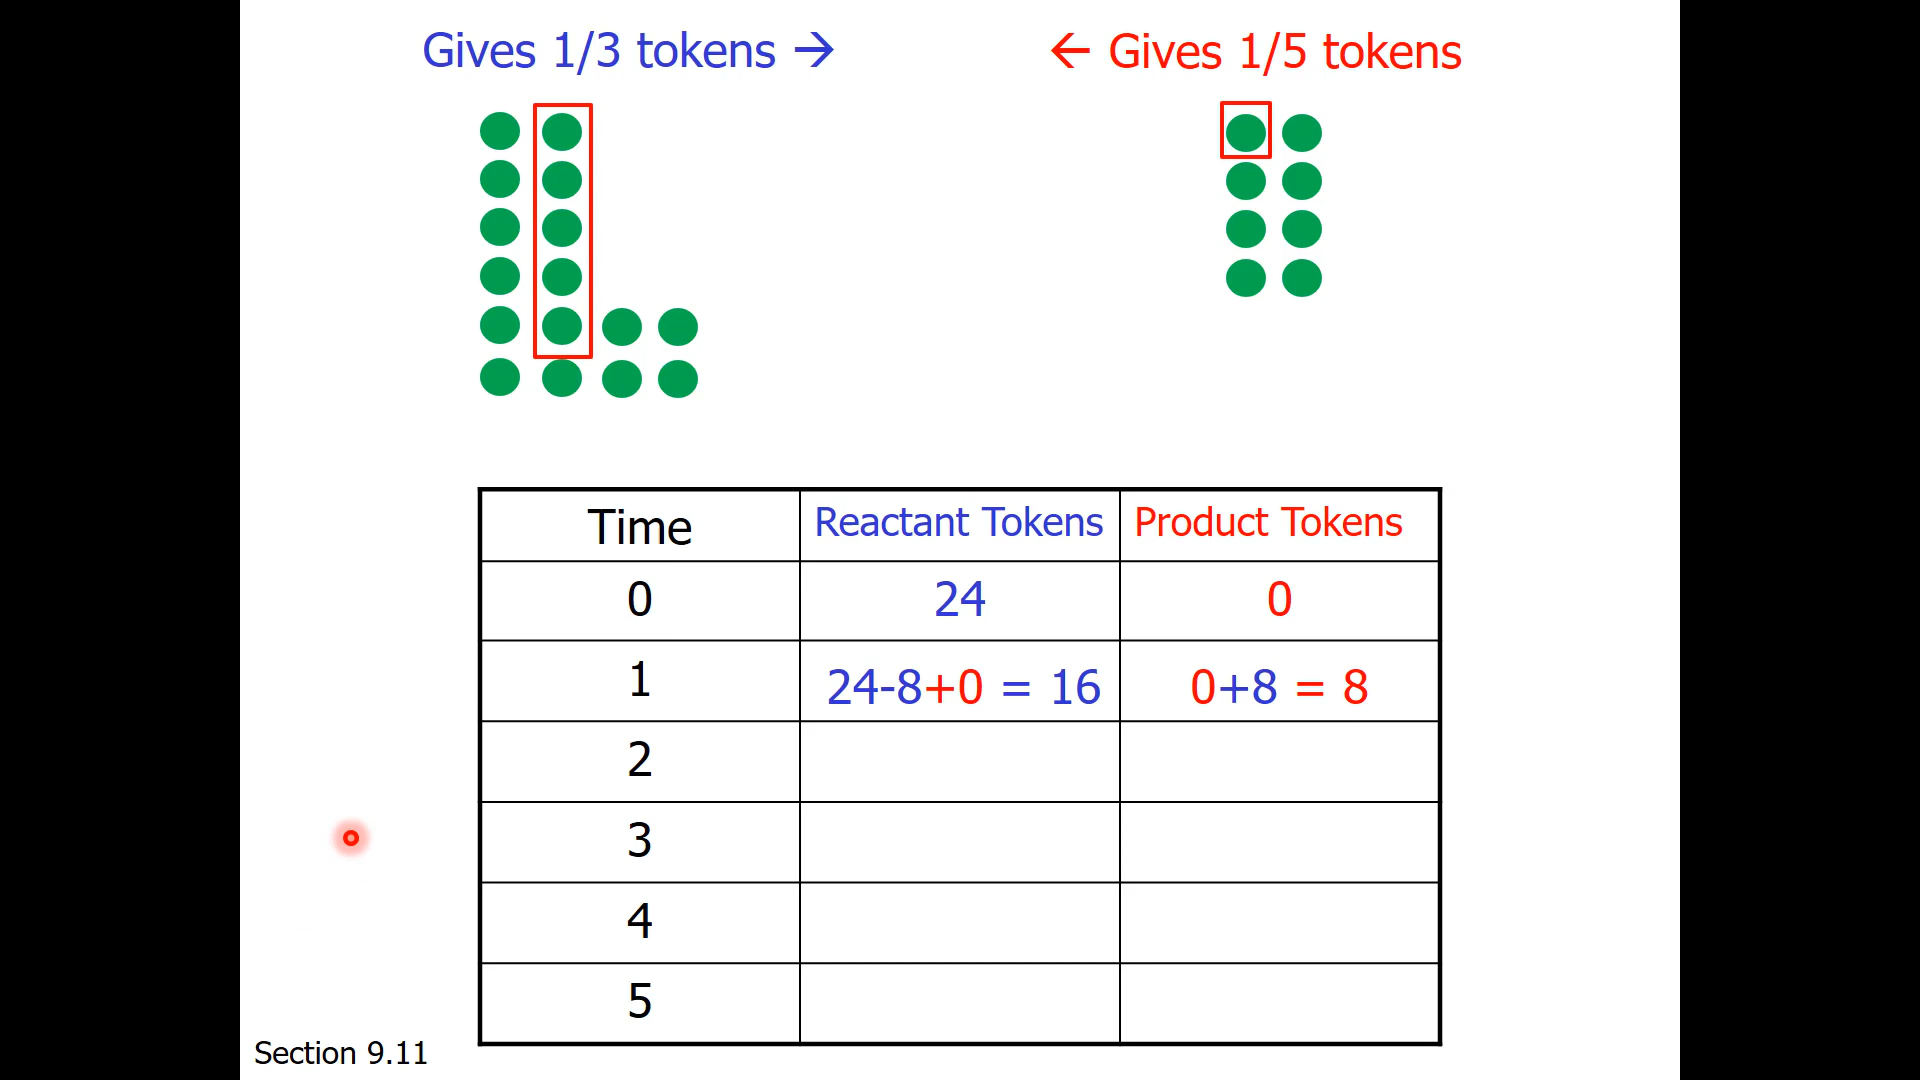 Gives 1/3 tokens →
← Gives 1/5 tokens
Time Reactant Tokens Product Tokens
0 24 0
1 24-8+0 = 16 0+8 = 8
2
3
4
5
Section 9.11